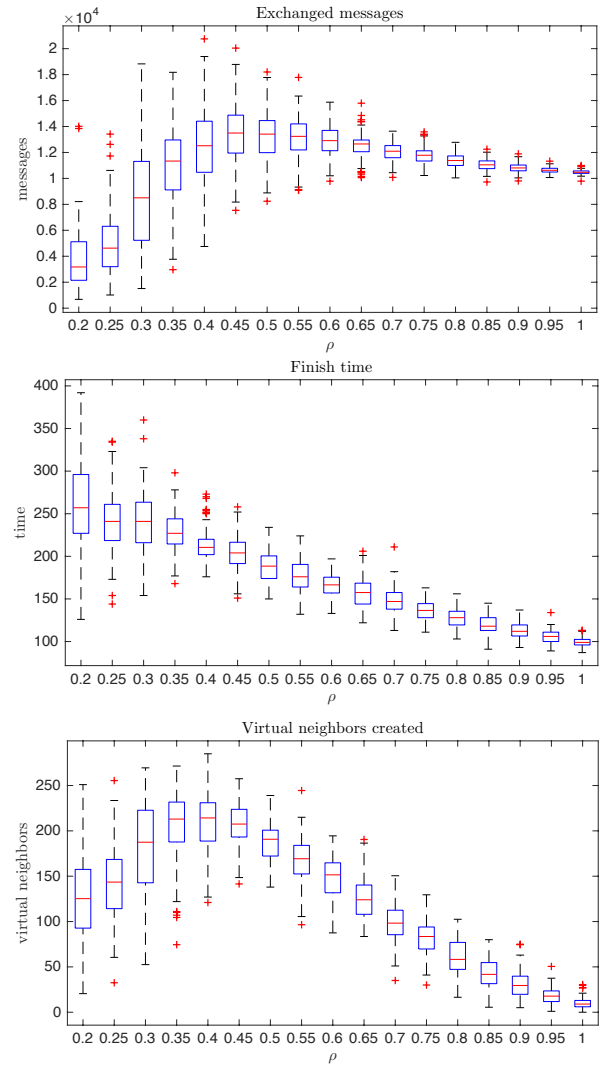 Exchanged messages
×10⁴
2
1.8
1.6
1.4
1.2
1
0.8
0.6
0.4
0.2
0
messages
0.2 0.25 0.3 0.35 0.4 0.45 0.5 0.55 0.6 0.65 0.7 0.75 0.8 0.85 0.9 0.95 1
ρ
Finish time
400
350
300
250
200
150
100
time
0.2 0.25 0.3 0.35 0.4 0.45 0.5 0.55 0.6 0.65 0.7 0.75 0.8 0.85 0.9 0.95 1
ρ
Virtual neighbors created
250
200
150
100
50
0
virtual neighbors
0.2 0.25 0.3 0.35 0.4 0.45 0.5 0.55 0.6 0.65 0.7 0.75 0.8 0.85 0.9 0.95 1
ρ